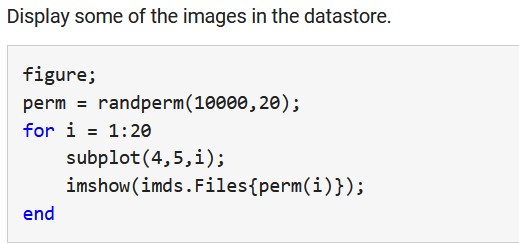 Display some of the images in the datastore.
figure;
perm = randperm(10000,20);
for i = 1:20
    subplot(4,5,i);
    imshow(imds.Files{perm(i)});
end